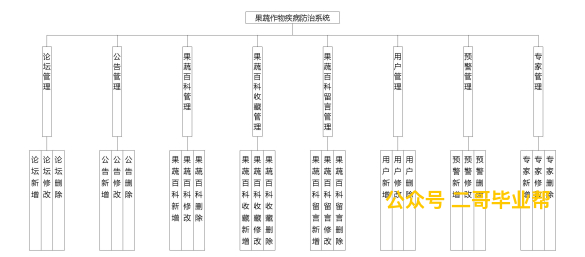 果蔬作物疾病防治系统
论坛管理
公告管理
果蔬百科管理
果蔬百科收藏管理
果蔬百科留言管理
用户管理
预警管理
专家管理
论坛新增
论坛修改
论坛删除
公告新增
公告修改
公告删除
果蔬百科新增
果蔬百科修改
果蔬百科删除
果蔬百科收藏新增
果蔬百科收藏修改
果蔬百科收藏删除
果蔬百科留言新增
果蔬百科留言修改
果蔬百科留言删除
用户新增
用户修改
用户删除
预警新增
预警修改
预警删除
专家新增
专家修改
专家删除
公众号 二哥毕业帮